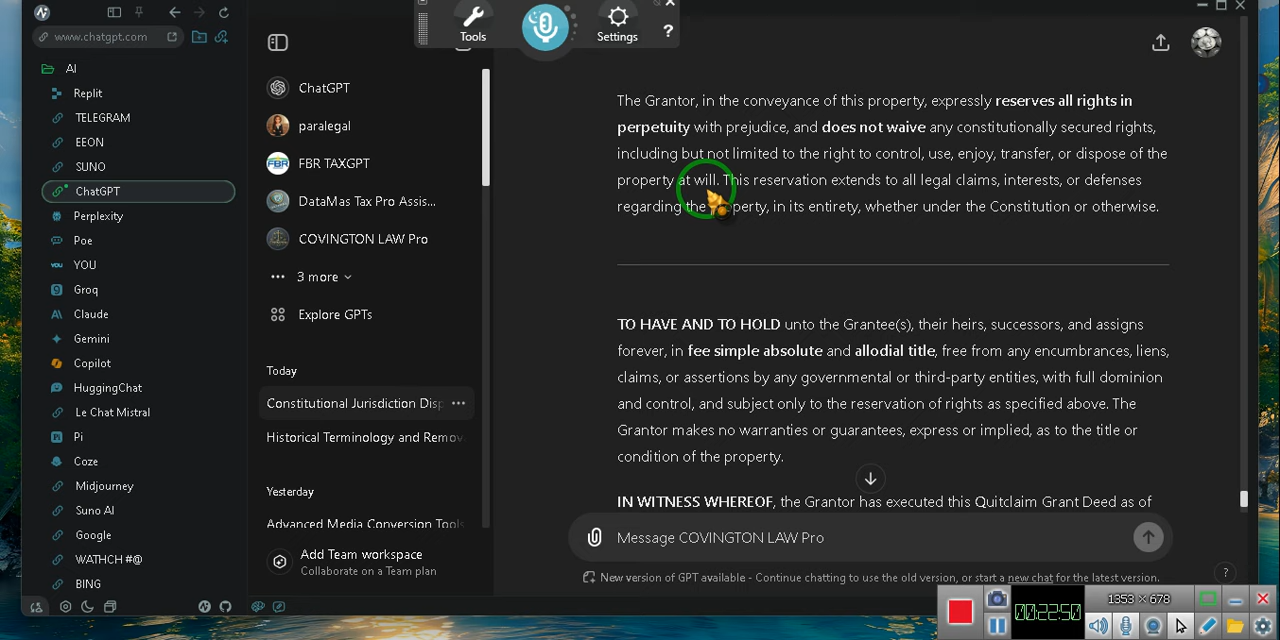 www.chatgpt.com
AI
Replit
TELEGRAM
EEON
SUNO
ChatGPT
Perplexity
Poe
YOU
Groq
Claude
Gemini
Copilot
HuggingChat
Le Chat Mistral
Pi
Coze
Midjourney
Suno AI
Google
WATHCH #@
BING
Tools
Settings
?
ChatGPT
paralegal
FBR TAXGPT
DataMas Tax Pro Assis...
COVINGTON LAW Pro
3 more
Explore GPTs
Today
Constitutional Jurisdiction Disp
Historical Terminology and Remov
Yesterday
Advanced Media Conversion Tools
Add Team workspace
Collaborate on a Team plan
The Grantor, in the conveyance of this property, expressly reserves all rights in
perpetuity with prejudice, and does not waive any constitutionally secured rights,
including but not limited to the right to control, use, enjoy, transfer, or dispose of the
property at will. This reservation extends to all legal claims, interests, or defenses
regarding the property, in its entirety, whether under the Constitution or otherwise.
TO HAVE AND TO HOLD unto the Grantee(s), their heirs, successors, and assigns
forever, in fee simple absolute and allodial title, free from any encumbrances, liens,
claims, or assertions by any governmental or third-party entities, with full dominion
and control, and subject only to the reservation of rights as specified above. The
Grantor makes no warranties or guarantees, express or implied, as to the title or
condition of the property.
IN WITNESS WHEREOF, the Grantor has executed this Quitclaim Grant Deed as of
Message COVINGTON LAW Pro
New version of GPT available - Continue chatting to use the old version, or start a new chat for the latest version.
?
1353 × 678
00:22:50